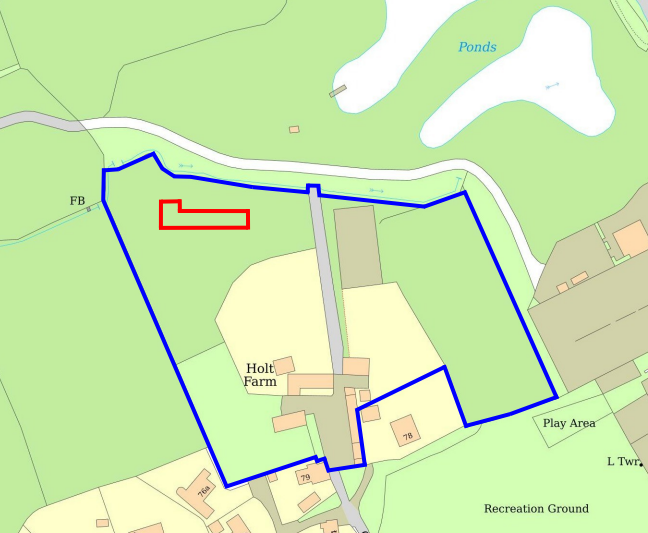 Ponds
FB
Holt
Farm
78
Play Area
L Twr
79
76a
Recreation Ground